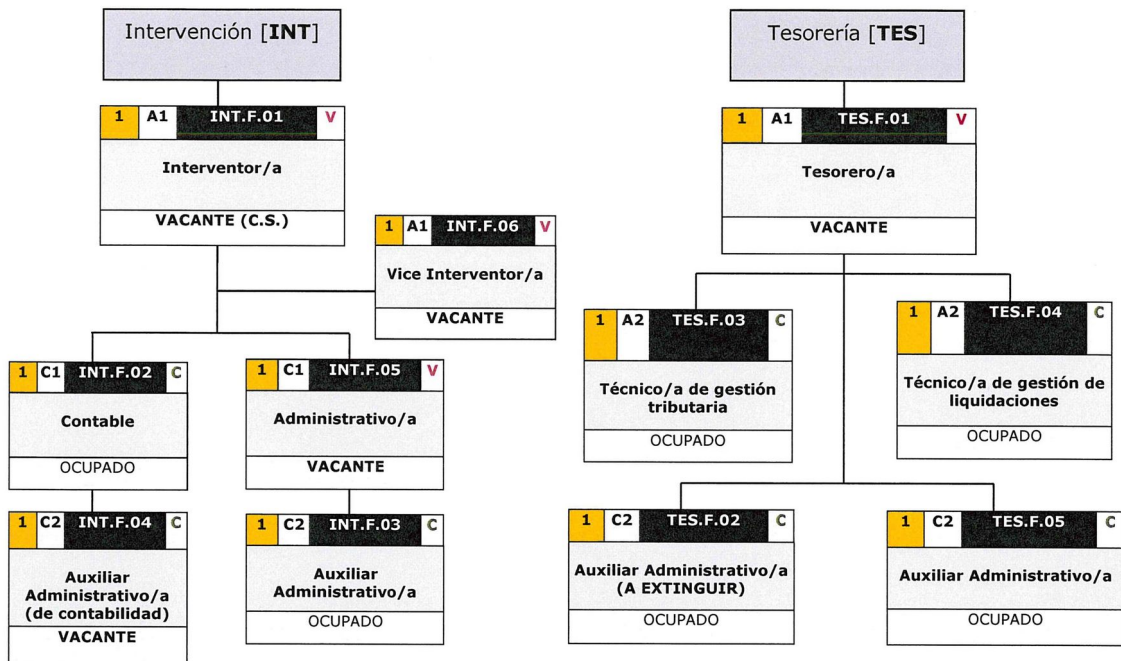 Intervención [INT]
1 A1 INT.F.01 V
Interventor/a
VACANTE (C.S.)
1 A1 INT.F.06 V
Vice Interventor/a
VACANTE
1 C1 INT.F.02 C
Contable
OCUPADO
1 C1 INT.F.05 V
Administrativo/a
VACANTE
1 C2 INT.F.04 C
Auxiliar
Administrativo/a
(de contabilidad)
VACANTE
1 C2 INT.F.03 C
Auxiliar
Administrativo/a
OCUPADO
Tesorería [TES]
1 A1 TES.F.01 V
Tesorero/a
VACANTE
1 A2 TES.F.03 C
Técnico/a de gestión
tributaria
OCUPADO
1 A2 TES.F.04 C
Técnico/a de gestión de
liquidaciones
OCUPADO
1 C2 TES.F.02 C
Auxiliar Administrativo/a
(A EXTINGUIR)
OCUPADO
1 C2 TES.F.05 C
Auxiliar Administrativo/a
OCUPADO